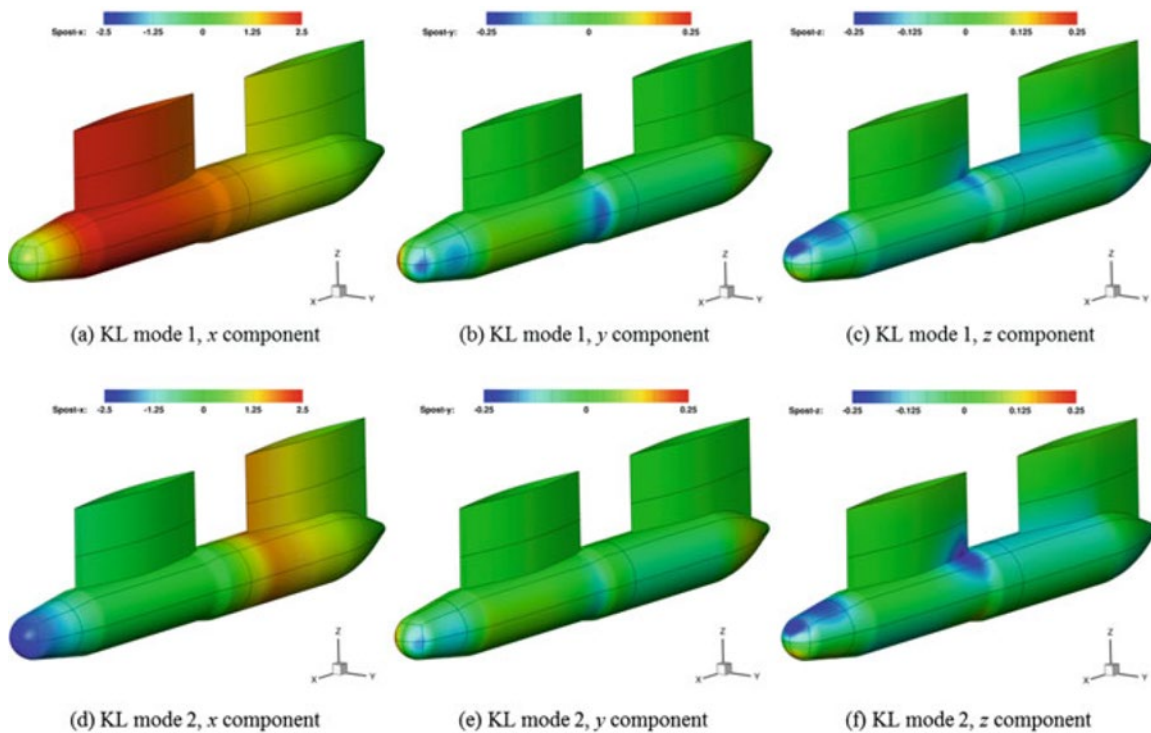 Spost-x: -2.5 -1.25 0 1.25 2.5
Spost-y: -0.25 0 0.25
Spost-z: -0.25 -0.125 0 0.125 0.25
Z
X
Y
Z
X
Y
Z
X
Y
(a) KL mode 1, x component
(b) KL mode 1, y component
(c) KL mode 1, z component
Spost-x: -2.5 -1.25 0 1.25 2.5
Spost-y: -0.25 0 0.25
Spost-z: -0.25 -0.125 0 0.125 0.25
Z
X
Y
Z
X
Y
Z
X
Y
(d) KL mode 2, x component
(e) KL mode 2, y component
(f) KL mode 2, z component